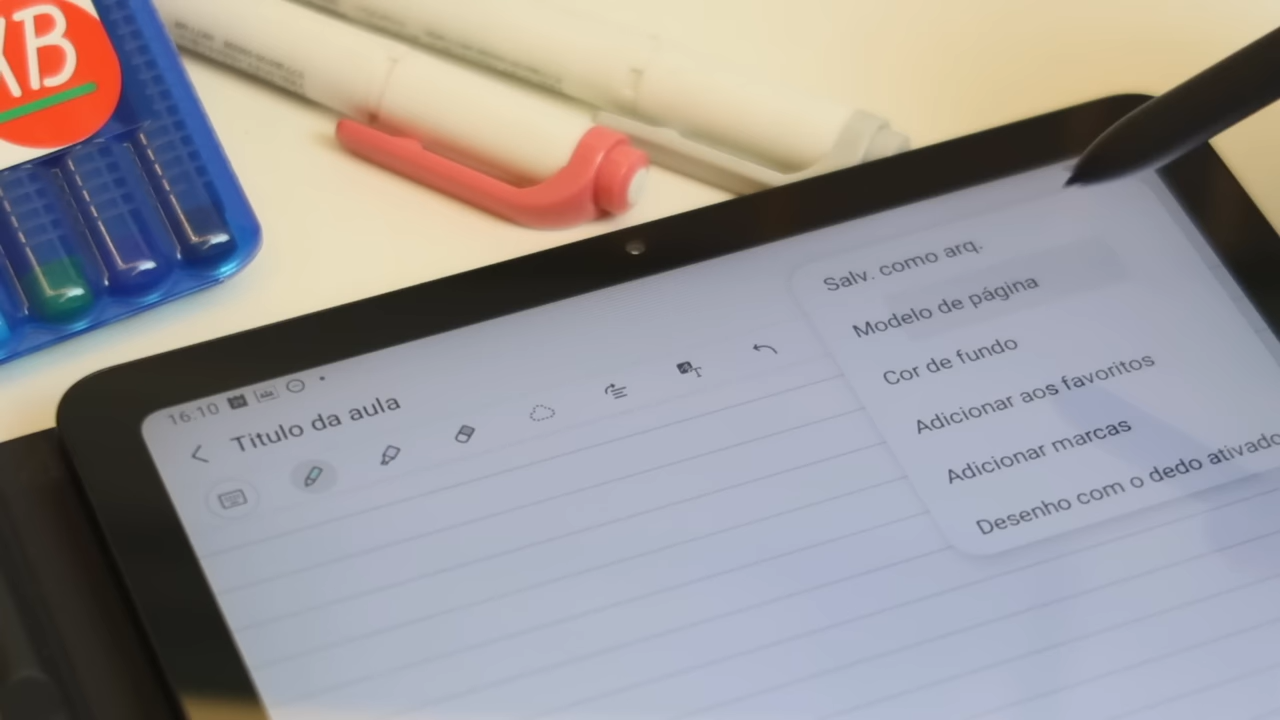 XB
16:10
Título da aula
T
Salv. como arq.
Modelo de página
Cor de fundo
Adicionar aos favoritos
Adicionar marcas
Desenho com o dedo ativado